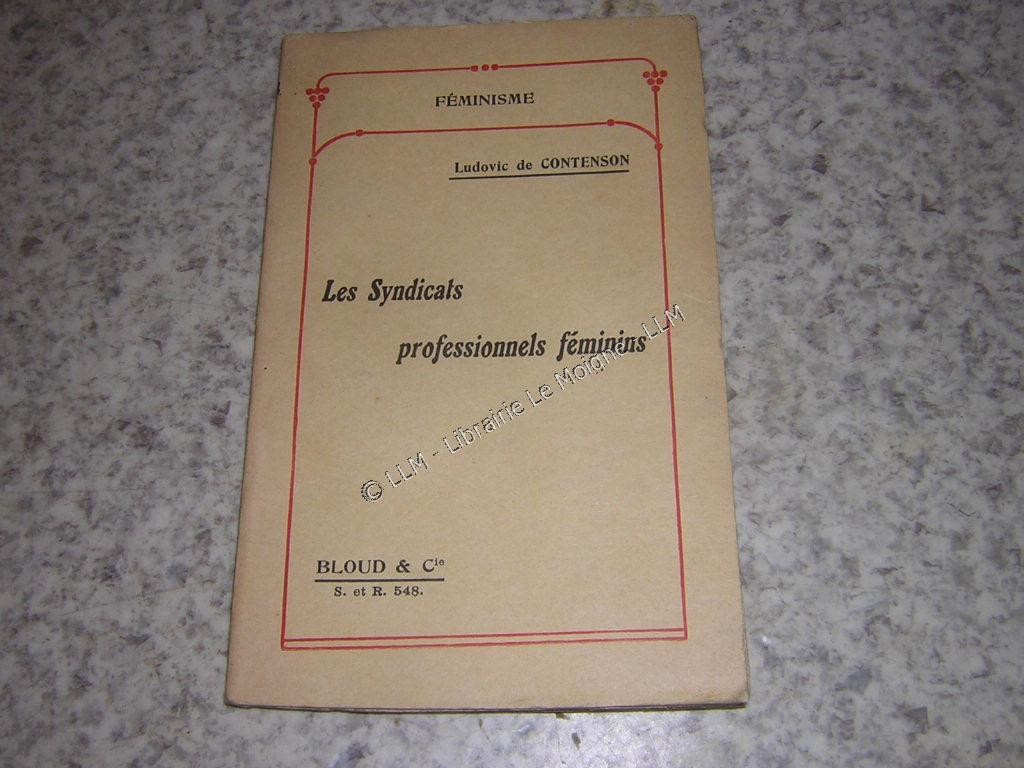 FÉMINISME
Ludovic de CONTENSON
Les Syndicats
professionnels féminins
© LLM - Librairie Le Moigne - LLM
BLOUD & Cie
S. et R. 548.